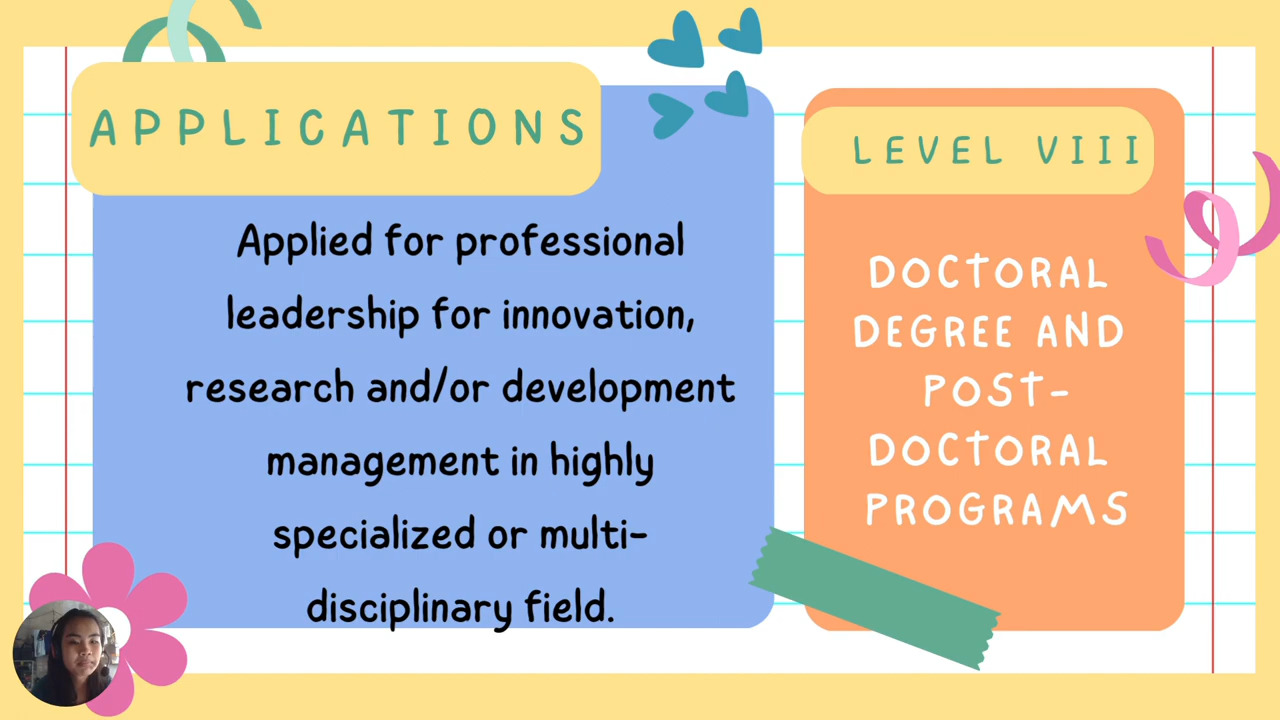 APPLICATIONS
Applied for professional
leadership for innovation,
research and/or development
management in highly
specialized or multi-
disciplinary field.
LEVEL VIII
DOCTORAL
DEGREE AND
POST-
DOCTORAL
PROGRAMS